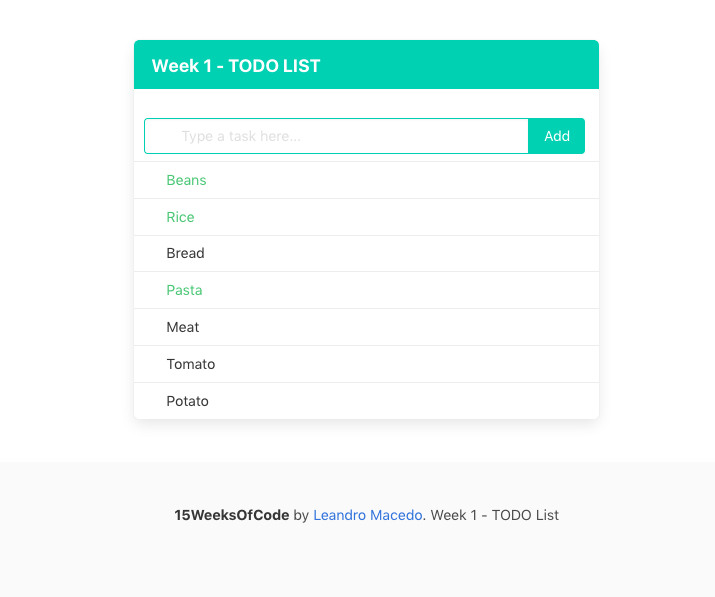 Week 1 - TODO LIST
Type a task here...
Add
Beans
Rice
Bread
Pasta
Meat
Tomato
Potato
15WeeksOfCode by Leandro Macedo. Week 1 - TODO List